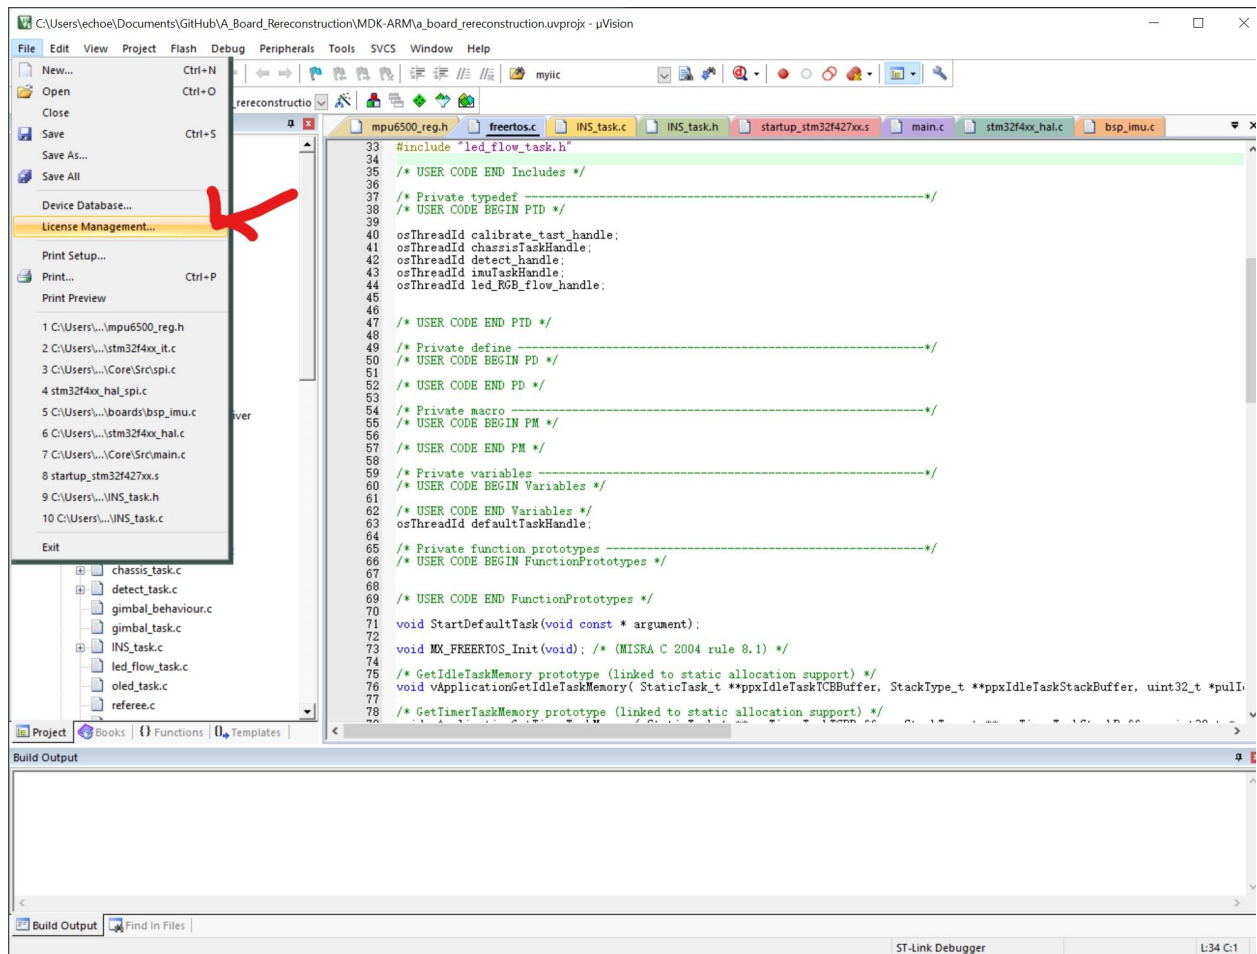 C:\Users\echoe\Documents\GitHub\A_Board_Rereconstruction\MDK-ARM\a_board_rereconstruction.uvprojx - µVision
File Edit View Project Flash Debug Peripherals Tools SVCS Window Help
New... Ctrl+N
Open Ctrl+O
Close
Save Ctrl+S
Save As...
Save All
Device Database...
License Management...
Print Setup...
Print... Ctrl+P
Print Preview
1 C:\Users\...\mpu6500_reg.h
2 C:\Users\...\stm32f4xx_it.c
3 C:\Users\...\Core\Src\spi.c
4 stm32f4xx_hal_spi.c
5 C:\Users\...\boards\bsp_imu.c
6 C:\Users\...\stm32f4xx_hal.c
7 C:\Users\...\Core\Src\main.c
8 startup_stm32f427xx.s
9 C:\Users\...\INS_task.h
10 C:\Users\...\INS_task.c
Exit
myiic
_rereconstructio
iver
chassis_task.c
detect_task.c
gimbal_behaviour.c
gimbal_task.c
INS_task.c
led_flow_task.c
oled_task.c
referee.c
Project Books {} Functions Templates
mpu6500_reg.h freertos.c INS_task.c INS_task.h startup_stm32f427xx.s main.c stm32f4xx_hal.c bsp_imu.c
33 #include "led_flow_task.h"
34
35 /* USER CODE END Includes */
36
37 /* Private typedef -----------------------------------------------------------*/
38 /* USER CODE BEGIN PTD */
39
40 osThreadId calibrate_tast_handle;
41 osThreadId chassisTaskHandle;
42 osThreadId detect_handle;
43 osThreadId imuTaskHandle;
44 osThreadId led_RGB_flow_handle;
45
46
47 /* USER CODE END PTD */
48
49 /* Private define ------------------------------------------------------------*/
50 /* USER CODE BEGIN PD */
51
52 /* USER CODE END PD */
53
54 /* Private macro -------------------------------------------------------------*/
55 /* USER CODE BEGIN PM */
56
57 /* USER CODE END PM */
58
59 /* Private variables ---------------------------------------------------------*/
60 /* USER CODE BEGIN Variables */
61
62 /* USER CODE END Variables */
63 osThreadId defaultTaskHandle;
64
65 /* Private function prototypes -----------------------------------------------*/
66 /* USER CODE BEGIN FunctionPrototypes */
67
68
69 /* USER CODE END FunctionPrototypes */
70
71 void StartDefaultTask(void const * argument);
72
73 void MX_FREERTOS_Init(void); /* (MISRA C 2004 rule 8.1) */
74
75 /* GetIdleTaskMemory prototype (linked to static allocation support) */
76 void vApplicationGetIdleTaskMemory( StaticTask_t **ppxIdleTaskTCBBuffer, StackType_t **ppxIdleTaskStackBuffer, uint32_t *pulI
77
78 /* GetTimerTaskMemory prototype (linked to static allocation support) */
Build Output
Build Output Find In Files
ST-Link Debugger L:34 C:1